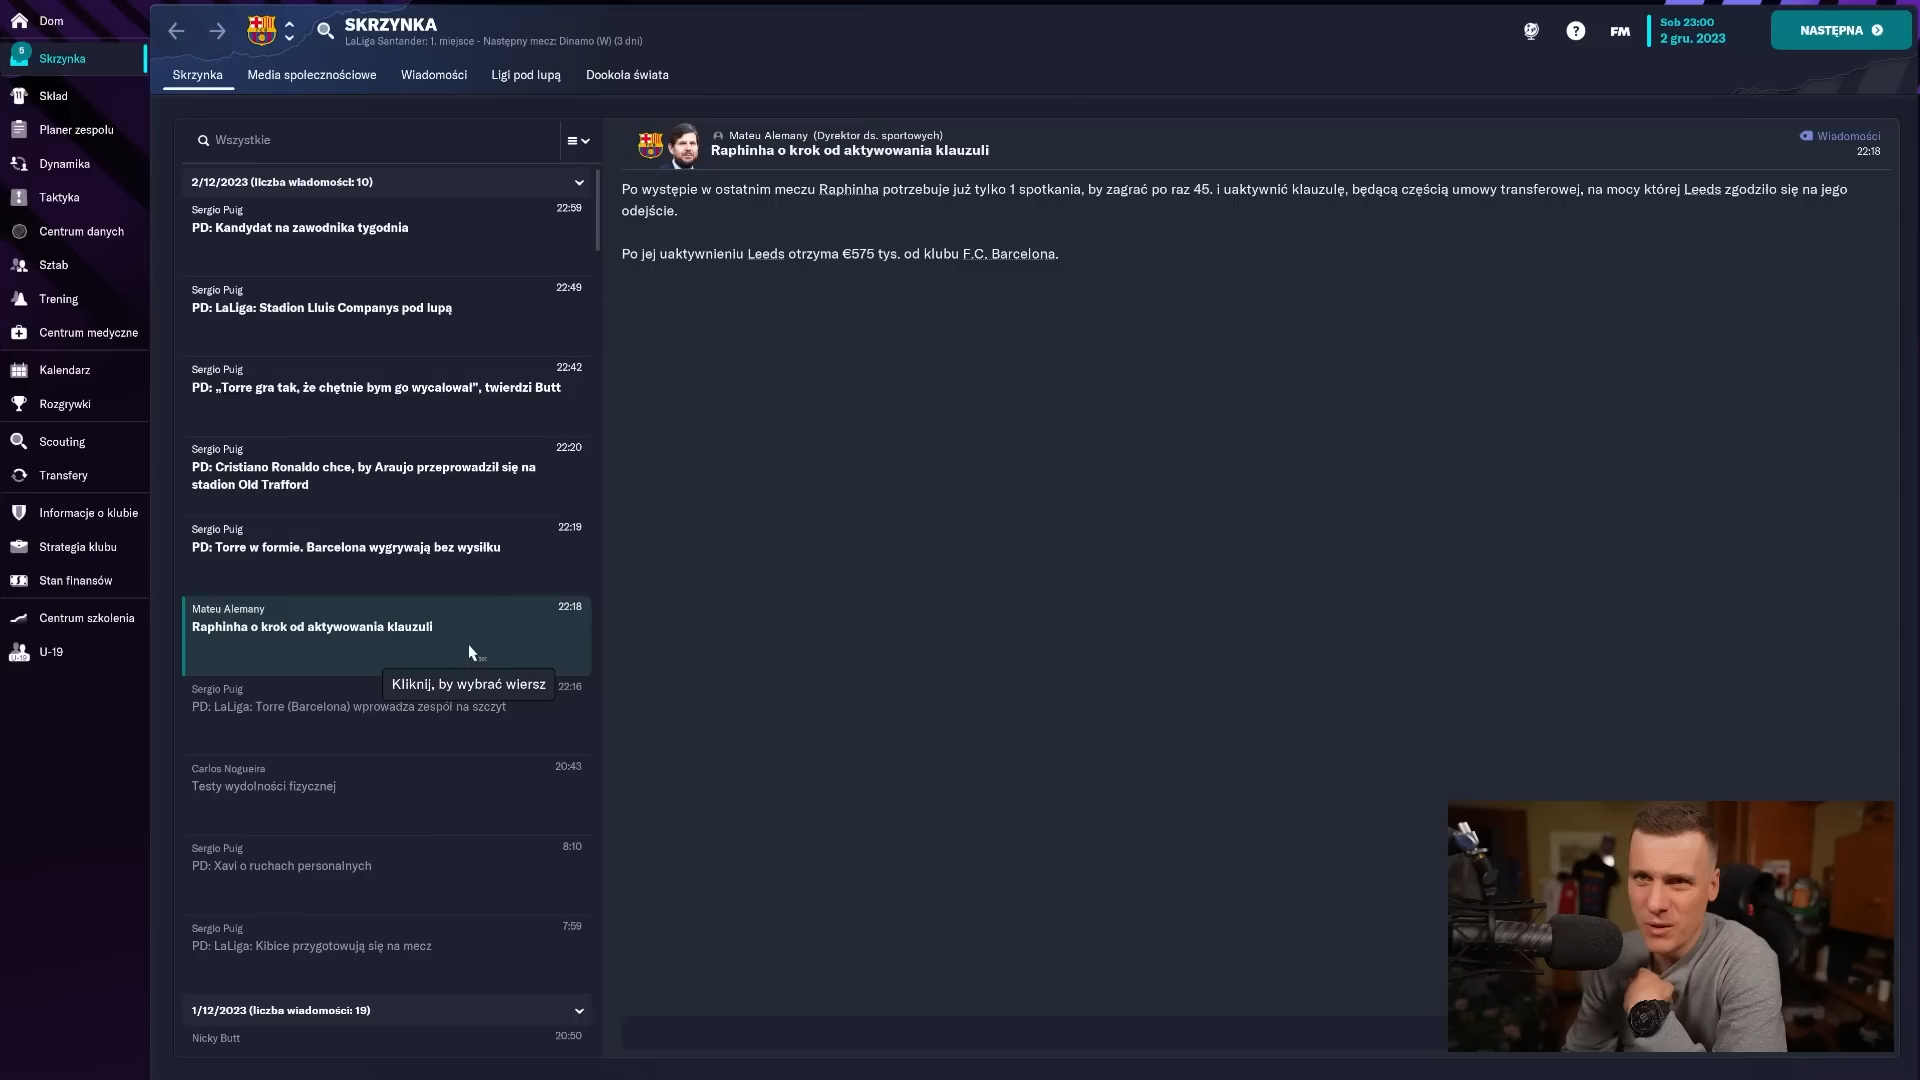 Dom
5
Skrzynka
Skład
Planer zespołu
Dynamika
Taktyka
Centrum danych
Sztab
Trening
Centrum medyczne
Kalendarz
Rozgrywki
Scouting
Transfery
Informacje o klubie
Strategia klubu
Stan finansów
Centrum szkolenia
U-19
SKRZYNKA
LaLiga Santander: 1. miejsce - Następny mecz: Dinamo (W) (3 dni)
?
FM
Sob 23:00
2 gru. 2023
NASTĘPNA
Skrzynka
Media społecznościowe
Wiadomości
Ligi pod lupą
Dookoła świata
Wszystkie
2/12/2023 (liczba wiadomości: 10)
Sergio Puig
22:59
PD: Kandydat na zawodnika tygodnia
Sergio Puig
22:49
PD: LaLiga: Stadion Lluis Companys pod lupą
Sergio Puig
22:42
PD: „Torre gra tak, że chętnie bym go wycałował”, twierdzi Butt
Sergio Puig
22:20
PD: Cristiano Ronaldo chce, by Araujo przeprowadził się na
stadion Old Trafford
Sergio Puig
22:19
PD: Torre w formie. Barcelona wygrywają bez wysiłku
Mateu Alemany
22:18
Raphinha o krok od aktywowania klauzuli
Kliknij, by wybrać wiersz
Sergio Puig
22:16
PD: LaLiga: Torre (Barcelona) wprowadza zespół na szczyt
Carlos Nogueira
20:43
Testy wydolności fizycznej
Sergio Puig
8:10
PD: Xavi o ruchach personalnych
Sergio Puig
7:59
PD: LaLiga: Kibice przygotowują się na mecz
1/12/2023 (liczba wiadomości: 19)
Nicky Butt
20:50
Mateu Alemany (Dyrektor ds. sportowych)
Raphinha o krok od aktywowania klauzuli
Wiadomości
22:18
Po występie w ostatnim meczu Raphinha potrzebuje już tylko 1 spotkania, by zagrać po raz 45. i uaktywnić klauzulę, będącą częścią umowy transferowej, na mocy której Leeds zgodziło się na jego
odejście.
Po jej uaktywnieniu Leeds otrzyma €575 tys. od klubu F.C. Barcelona.